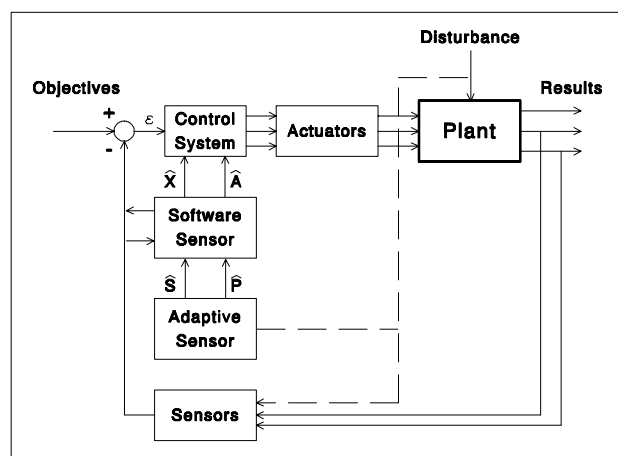 Disturbance
Objectives
Results
+
ε
Control
System
Actuators
Plant
-
X̂ Â
Software
Sensor
Ŝ P̂
Adaptive
Sensor
Sensors